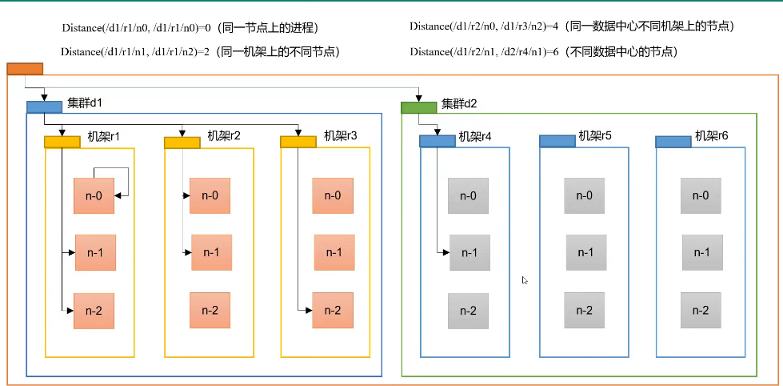 Distance(/d1/r1/n0, /d1/r1/n0)=0（同一节点上的进程）
Distance(/d1/r2/n0, /d1/r3/n2)=4（同一数据中心不同机架上的节点）
Distance(/d1/r1/n1, /d1/r1/n2)=2（同一机架上的不同节点）
Distance(/d1/r2/n1, /d2/r4/n1)=6（不同数据中心的节点）
集群d1
集群d2
机架r1
机架r2
机架r3
机架r4
机架r5
机架r6
n-0
n-0
n-0
n-0
n-0
n-0
n-1
n-1
n-1
n-1
n-1
n-1
n-2
n-2
n-2
n-2
n-2
n-2